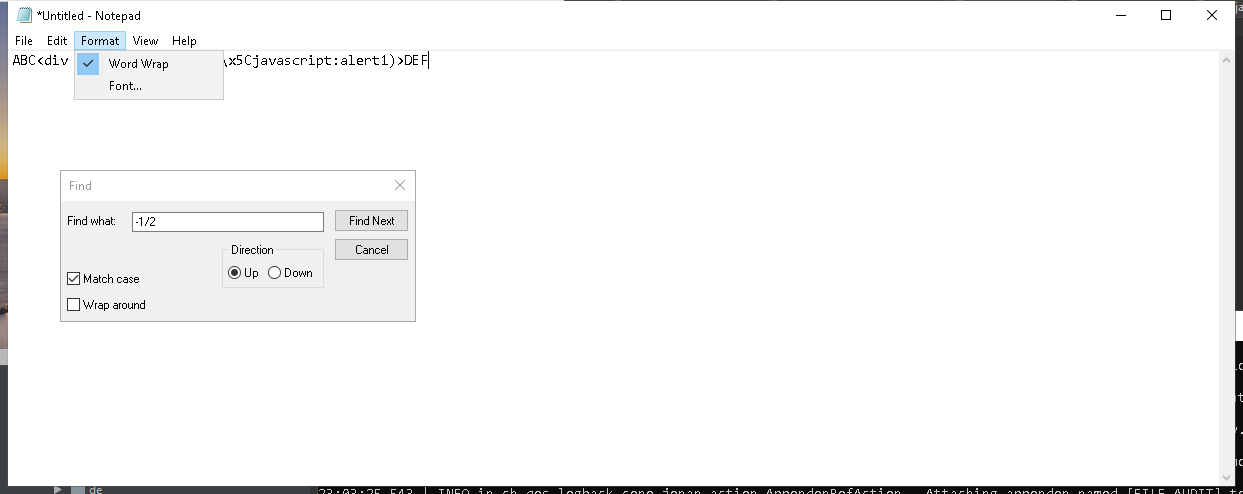 *Untitled - Notepad
File Edit Format View Help
ABC<div \x5Cjavascript:alert1)>DEF
Word Wrap
Font...
Find
Find what: -1/2 Find Next
Direction Cancel
Up Down
Match case
Wrap around
de
23:03:25,543 | INFO in ch.qos.logback.core.joran.action.AppenderRefAction - Attaching appender named [FILE_AUDIT] t